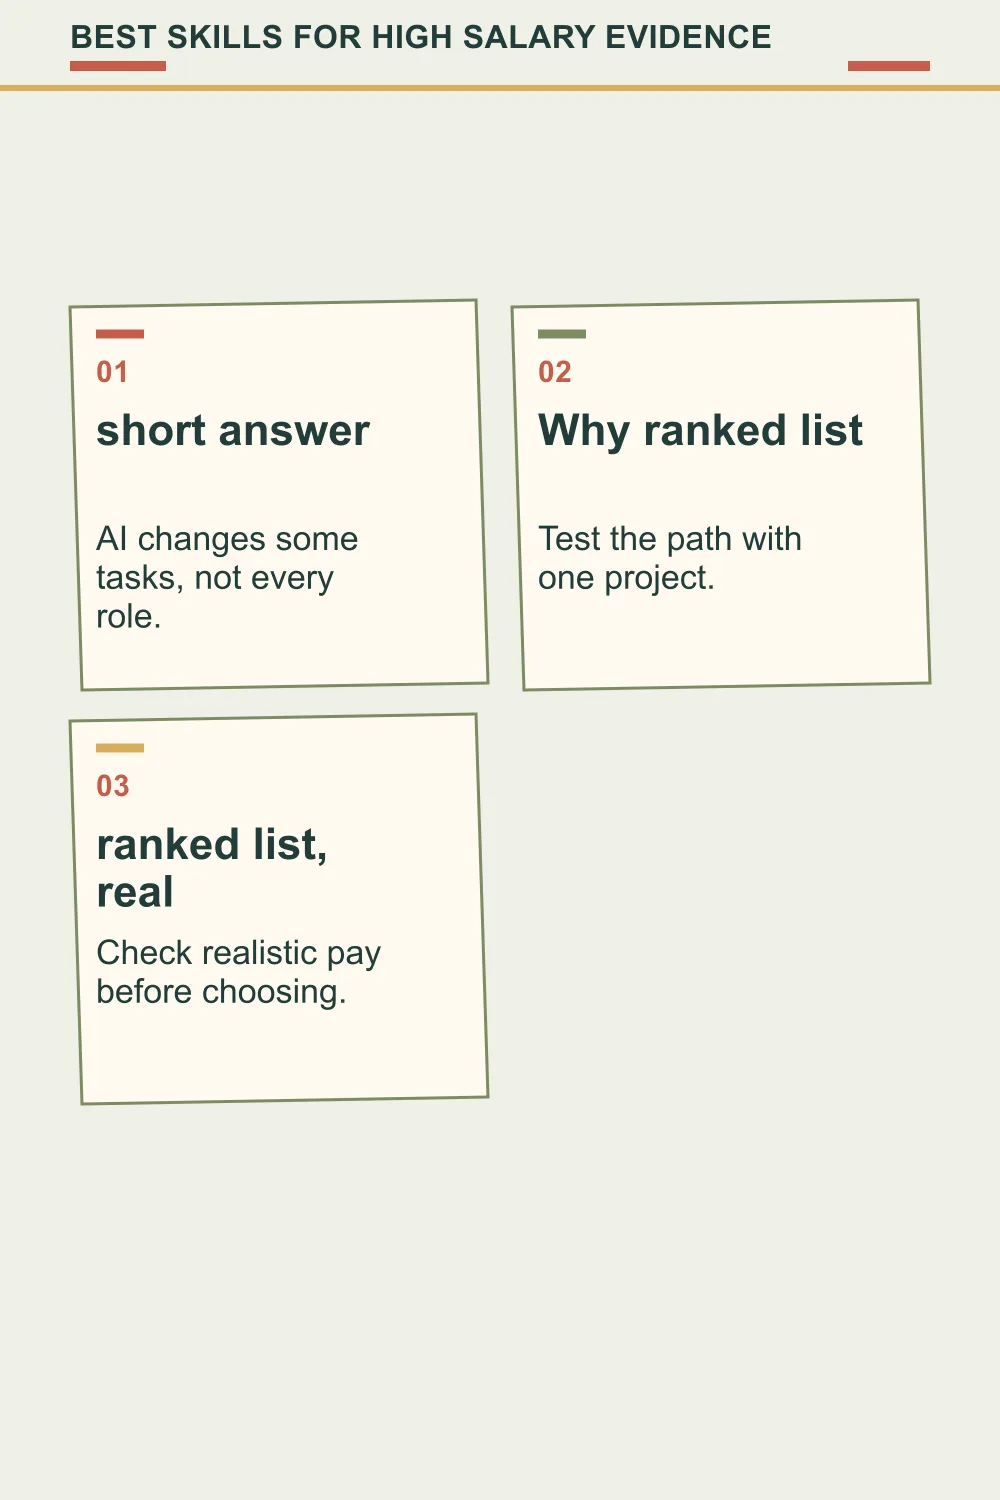 BEST SKILLS FOR HIGH SALARY EVIDENCE
01
short answer
AI changes some
tasks, not every
role.
02
Why ranked list
Test the path with
one project.
03
ranked list,
real
Check realistic pay
before choosing.